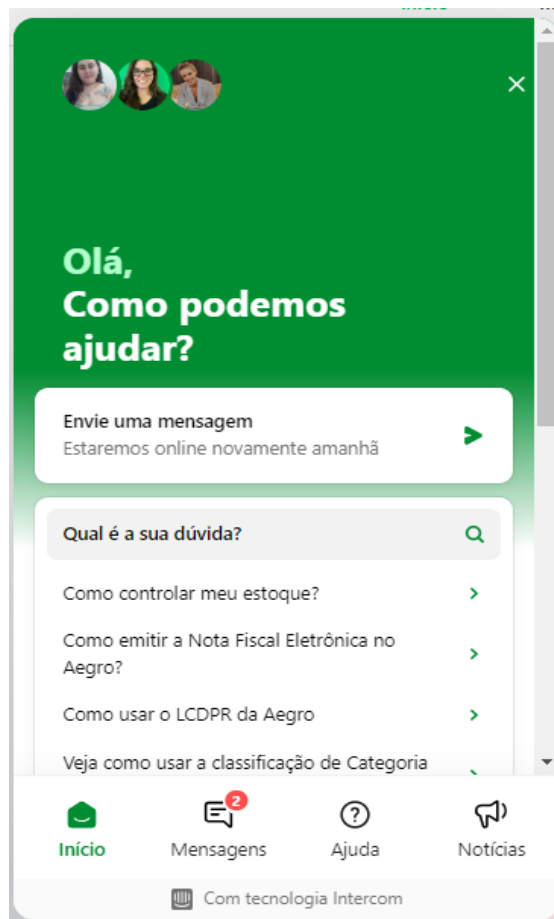 Olá,
Como podemos
ajudar?
Envie uma mensagem
Estaremos online novamente amanhã
Qual é a sua dúvida?
Como controlar meu estoque?
Como emitir a Nota Fiscal Eletrônica no
Aegro?
Como usar o LCDPR da Aegro
Veja como usar a classificação de Categoria
2
Início
Mensagens
Ajuda
Notícias
Com tecnologia Intercom